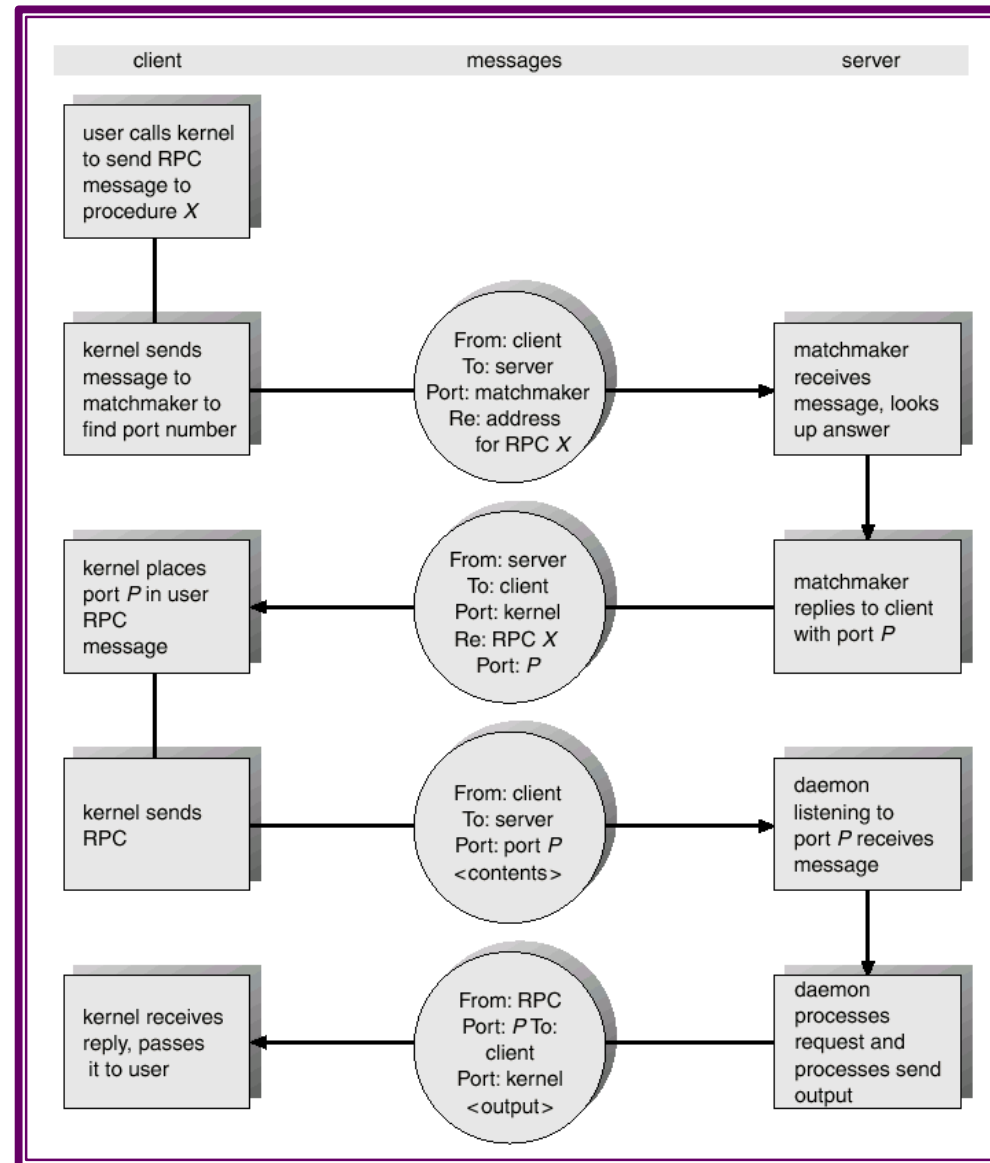 client
messages
server
user calls kernel
to send RPC
message to
procedure X
kernel sends
message to
matchmaker to
find port number
From: client
To: server
Port: matchmaker
Re: address
for RPC X
matchmaker
receives
message, looks
up answer
kernel places
port P in user
RPC
message
From: server
To: client
Port: kernel
Re: RPC X
Port: P
matchmaker
replies to client
with port P
kernel sends
RPC
From: client
To: server
Port: port P
<contents>
daemon
listening to
port P receives
message
kernel receives
reply, passes
it to user
From: RPC
Port: P To:
client
Port: kernel
<output>
daemon
processes
request and
processes send
output